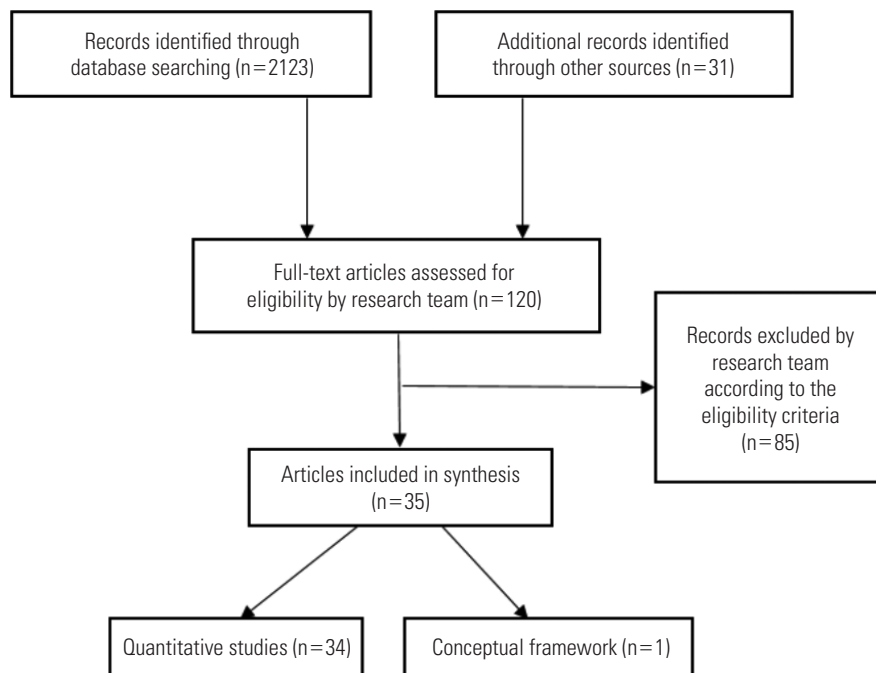 Records identified through
database searching (n=2123)
Additional records identified
through other sources (n=31)
Full-text articles assessed for
eligibility by research team (n=120)
Records excluded by
research team
according to the
eligibility criteria
(n=85)
Articles included in synthesis
(n=35)
Quantitative studies (n=34)
Conceptual framework (n=1)